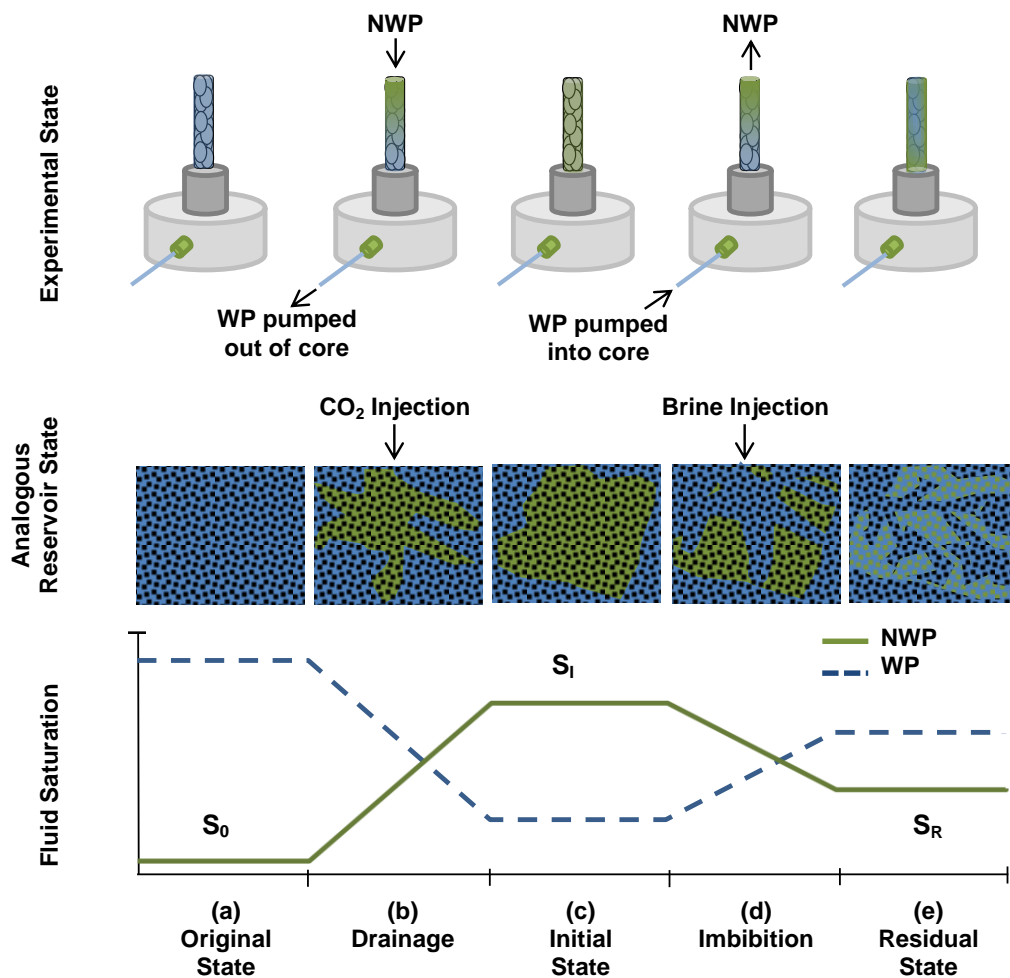 Experimental State
NWP
NWP
WP pumped
out of core
WP pumped
into core
Analogous
Reservoir State
CO₂ Injection
Brine Injection
Fluid Saturation
NWP
WP
S₀
Sᵢ
S_R
(a)
Original
State
(b)
Drainage
(c)
Initial
State
(d)
Imbibition
(e)
Residual
State